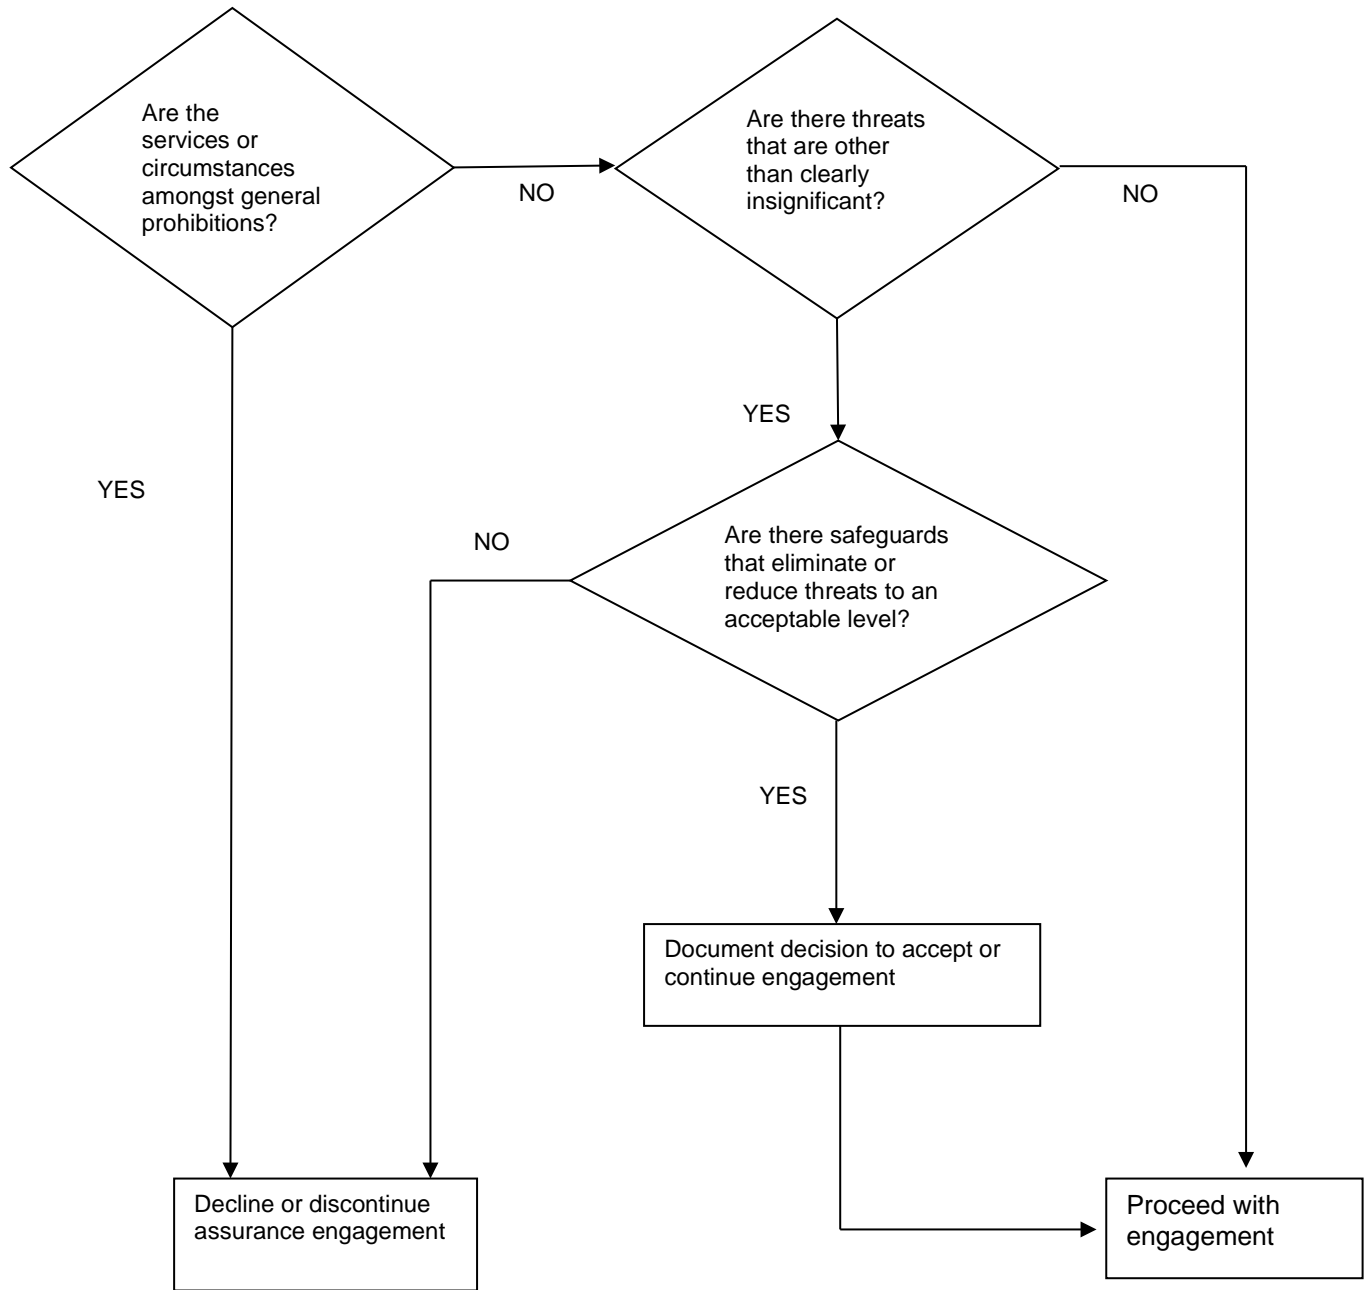 Are the
services or
circumstances
amongst general
prohibitions?
NO
Are there threats
that are other
than clearly
insignificant?
NO
YES
YES
NO
Are there safeguards
that eliminate or
reduce threats to an
acceptable level?
YES
Document decision to accept or
continue engagement
Decline or discontinue
assurance engagement
Proceed with
engagement